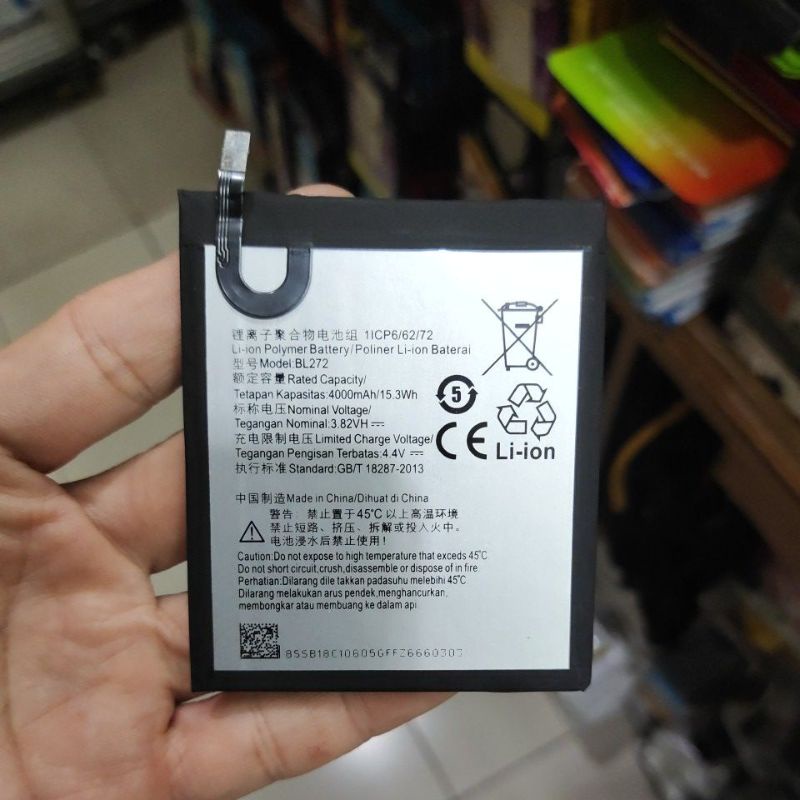 锂离子聚合物电池组 1ICP6/62/72
Li-ion Polymer Battery/Poliner Li-ion Baterai
型号Model:BL272
额定容量Rated Capacity/
Tetapan Kapasitas:4000mAh/15.3Wh
标称电压Nominal Voltage/
Tegangan Nominal:3.82VH ⎓
充电限制电压Limited Charge Voltage/
Tegangan Pengisian Terbatas:4.4V ⎓
执行标准Standard:GB/T 18287-2013
5
CE
Li-ion
中国制造Made in China/Dihuat di China
警告：禁止置于45℃以上高温环境
禁止短路、挤压、拆解或投入火中。
电池浸水后禁止使用！
Caution:Do not expose to high temperature that exceeds 45℃
Do not short circuit,crush,disassemble or dispose of in fire.
Perhatian:Dilarang dile takkan padasuhu melebihi 45℃
Dilarang melakukan arus pendek,menghancurkan,
membongkar atau membuang ke dalam api.